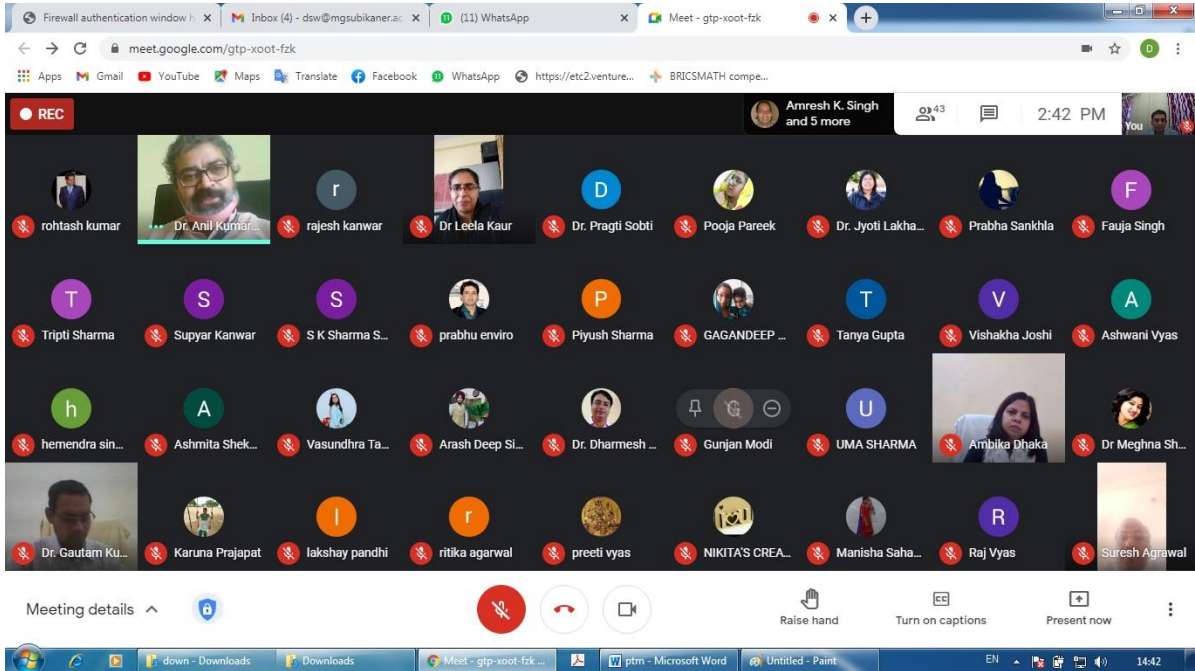 Firewall authentication window h
Inbox (4) - dsw@mgsubikaner.ac
(11) WhatsApp
Meet - gtp-xoot-fzk
meet.google.com/gtp-xoot-fzk
D
Apps Gmail YouTube Maps Translate Facebook WhatsApp https://etc2.venture... BRICSMATH compe...
REC
Amresh K. Singh
and 5 more
43
2:42 PM
You
r D F
rohtash kumar Dr. Anil Kumar... rajesh kanwar Dr Leela Kaur Dr. Pragti Sobti Pooja Pareek Dr. Jyoti Lakha... Prabha Sankhla Fauja Singh
T S S P T V A
Tripti Sharma Supyar Kanwar S K Sharma S... prabhu enviro Piyush Sharma GAGANDEEP ... Tanya Gupta Vishakha Joshi Ashwani Vyas
h A U
hemendra sin... Ashmita Shek... Vasundhra Ta... Arash Deep Si... Dr. Dharmesh ... Gunjan Modi UMA SHARMA Ambika Dhaka Dr Meghna Sh...
l r R
Dr. Gautam Ku... Karuna Prajapat lakshay pandhi ritika agarwal preeti vyas NIKITA'S CREA... Manisha Saha... Raj Vyas Suresh Agrawal
Meeting details
Raise hand
CC
Turn on captions
Present now
down - Downloads Downloads Meet - gtp-xoot-fzk ... ptm - Microsoft Word Untitled - Paint EN 14:42